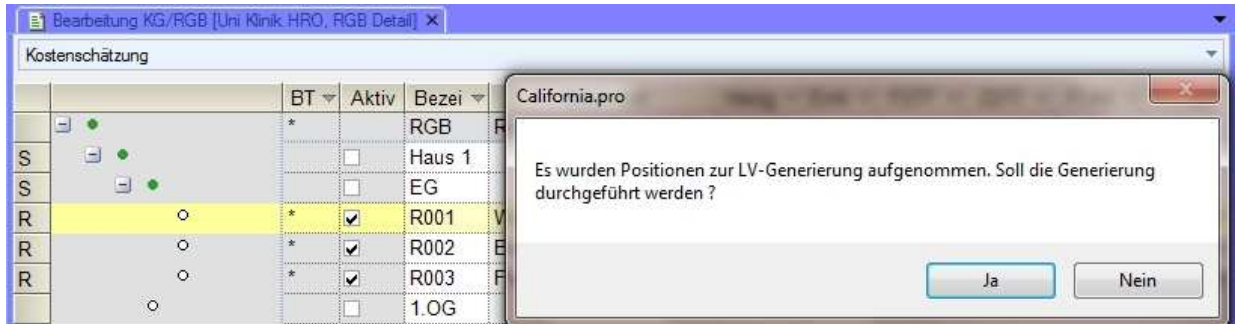 Bearbeitung KG/RGB [Uni Klinik HRO, RGB Detail]
Kostenschätzung
BT Aktiv Bezei
* RGB R
S Haus 1
S EG
R * R001 W
R * R002 E
R * R003 F
1.OG
California.pro
Es wurden Positionen zur LV-Generierung aufgenommen. Soll die Generierung
durchgeführt werden ?
Ja Nein